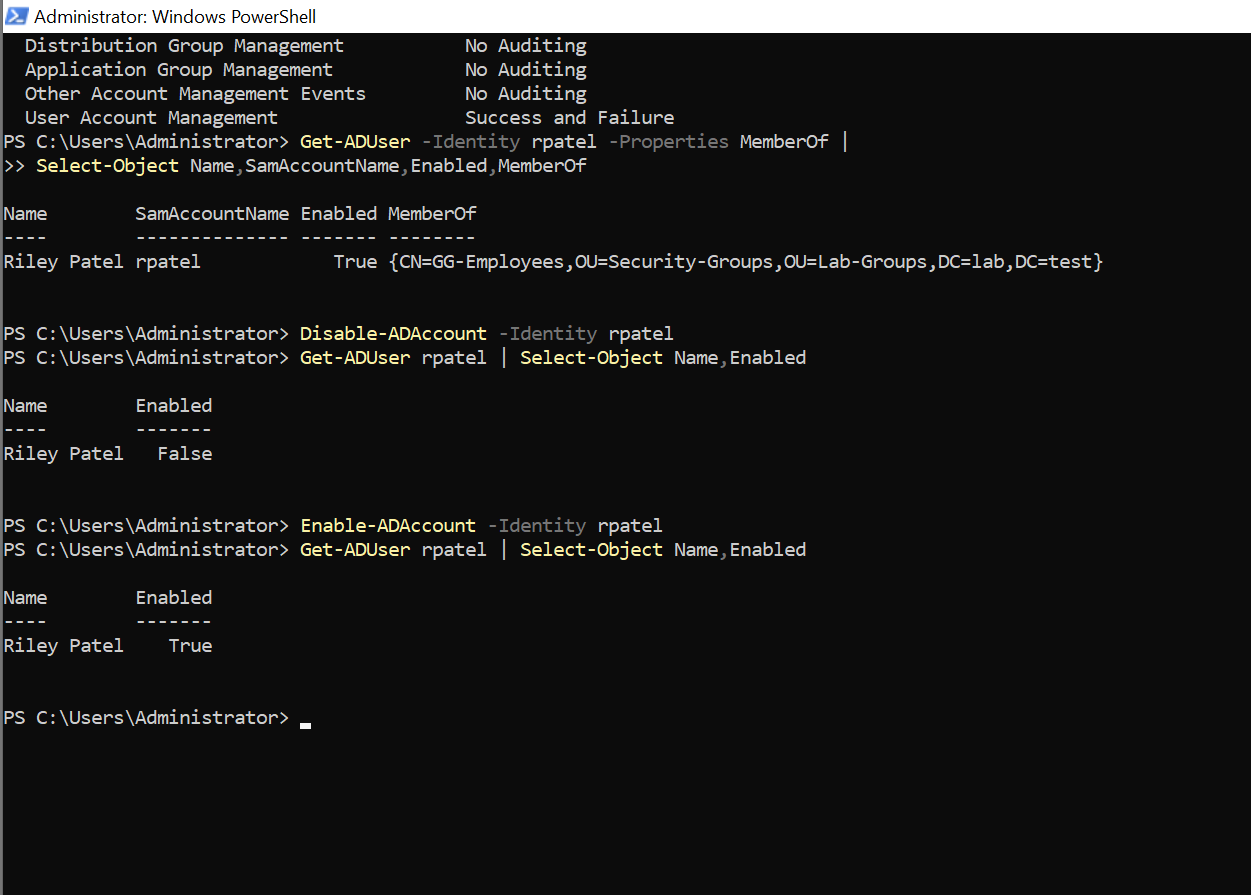 Administrator: Windows PowerShell
Distribution Group Management No Auditing
Application Group Management No Auditing
Other Account Management Events No Auditing
User Account Management Success and Failure
PS C:\Users\Administrator> Get-ADUser -Identity rpatel -Properties MemberOf |
>> Select-Object Name,SamAccountName,Enabled,MemberOf
Name SamAccountName Enabled MemberOf
---- -------------- ------- --------
Riley Patel rpatel True {CN=GG-Employees,OU=Security-Groups,OU=Lab-Groups,DC=lab,DC=test}
PS C:\Users\Administrator> Disable-ADAccount -Identity rpatel
PS C:\Users\Administrator> Get-ADUser rpatel | Select-Object Name,Enabled
Name Enabled
---- -------
Riley Patel False
PS C:\Users\Administrator> Enable-ADAccount -Identity rpatel
PS C:\Users\Administrator> Get-ADUser rpatel | Select-Object Name,Enabled
Name Enabled
---- -------
Riley Patel True
PS C:\Users\Administrator>